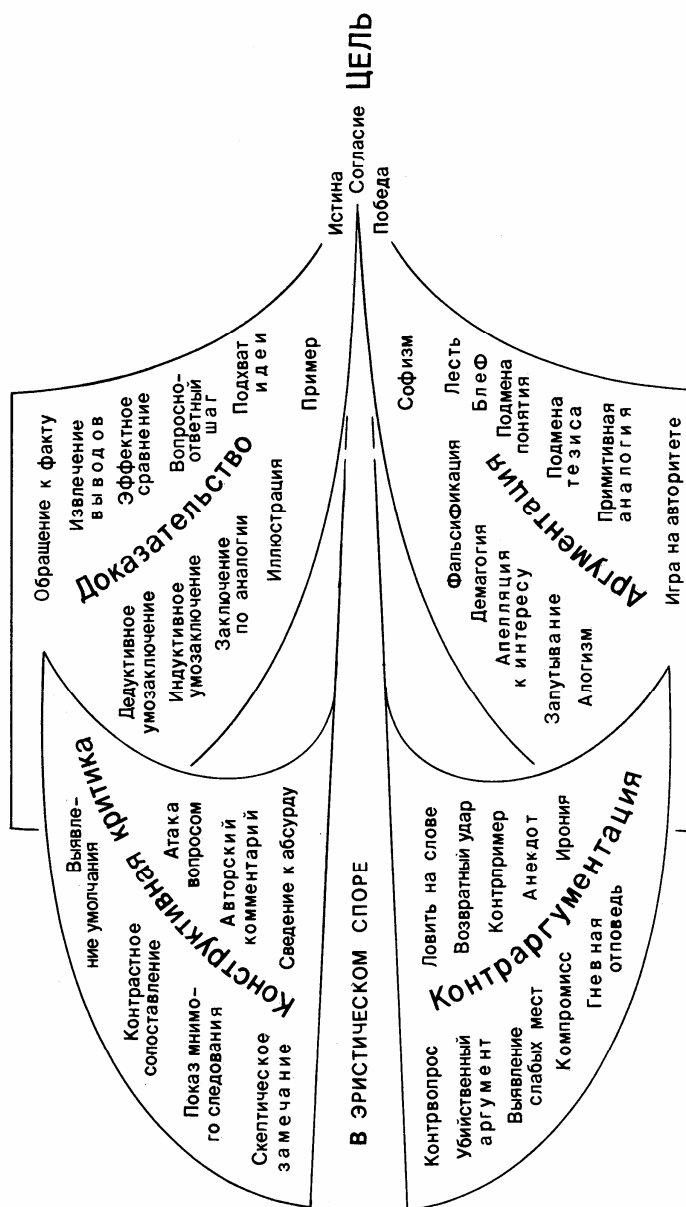 Выявле-
ние умолчания
Контрастное
сопоставление
Показ мнимо-
го следования
Скептическое
замечание
Конструктивная критика
Атака
вопросом
Авторский
комментарий
Сведение к абсурду
Обращение к факту
Извлечение
выводов
Эффектное
сравнение
Вопросно-
ответный
шаг
Подхват
идеи
Пример
Доказательство
Дедуктивное
умозаключение
Индуктивное
умозаключение
Заключение
по аналогии
Иллюстрация
В ЭРИСТИЧЕСКОМ СПОРЕ
Истина
Согласие
Победа
ЦЕЛЬ
Контрвопрос
Убийственный
аргумент
Выявление
слабых мест
Компромисс
Гневная
отповедь
Контраргументация
Ловить на слове
Возвратный удар
Контрпример
Анекдот
Ирония
Фальсификация
Демагогия
Апелляция
к интересу
Запутывание
Алогизм
Аргументация
Софизм
Лесть
Блеф
Подмена
понятия
Подмена
тезиса
Примитивная
аналогия
Игра на авторитете